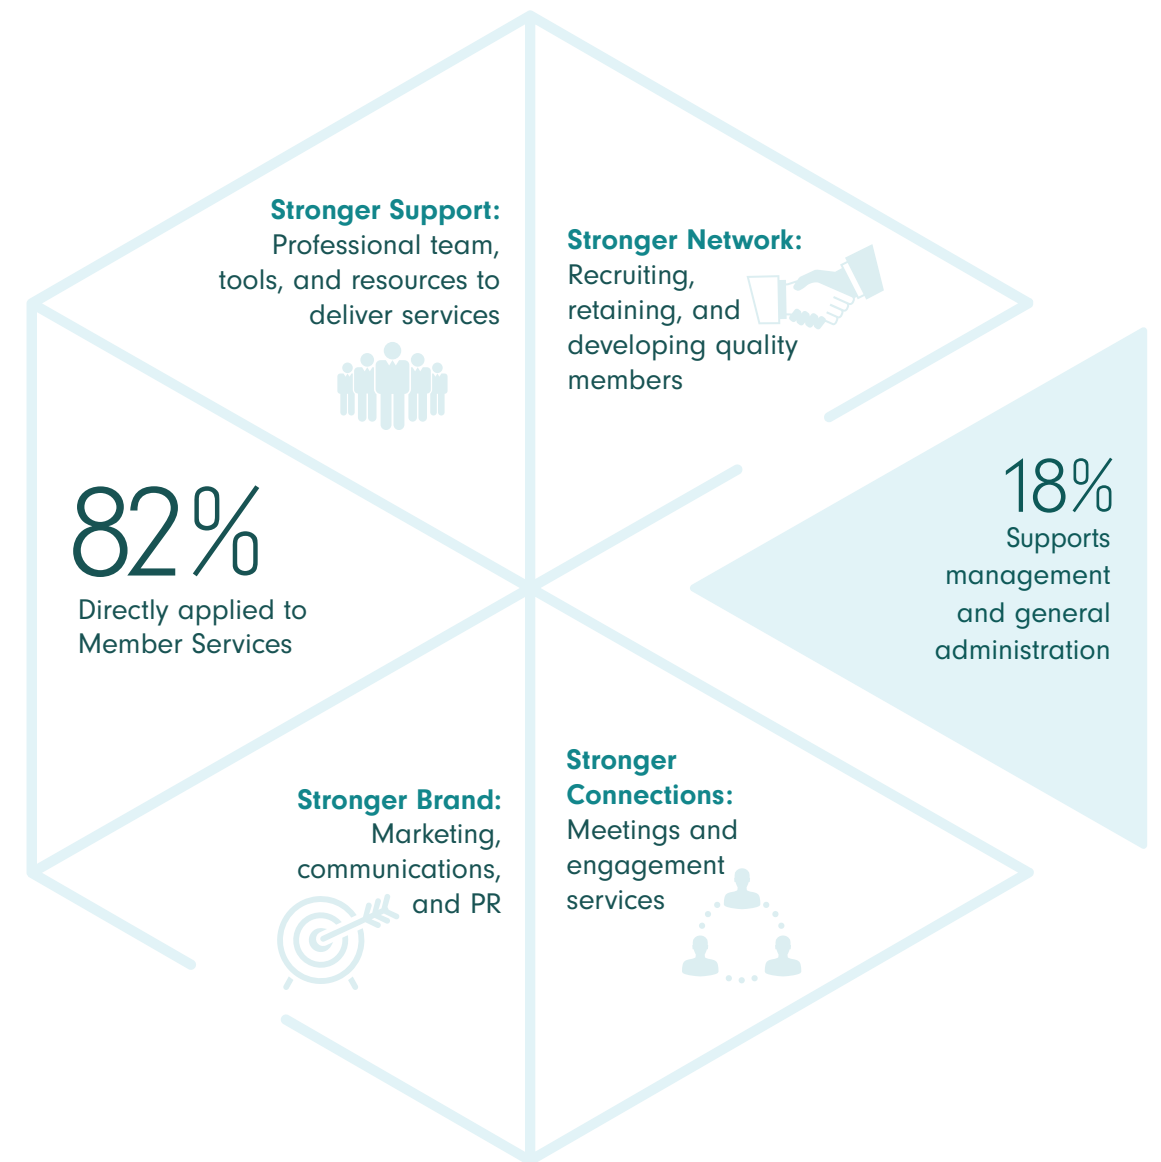 Stronger Support:
Professional team,
tools, and resources to
deliver services
Stronger Network:
Recruiting,
retaining, and
developing quality
members
82%
Directly applied to
Member Services
18%
Supports
management
and general
administration
Stronger Brand:
Marketing,
communications,
and PR
Stronger
Connections:
Meetings and
engagement
services